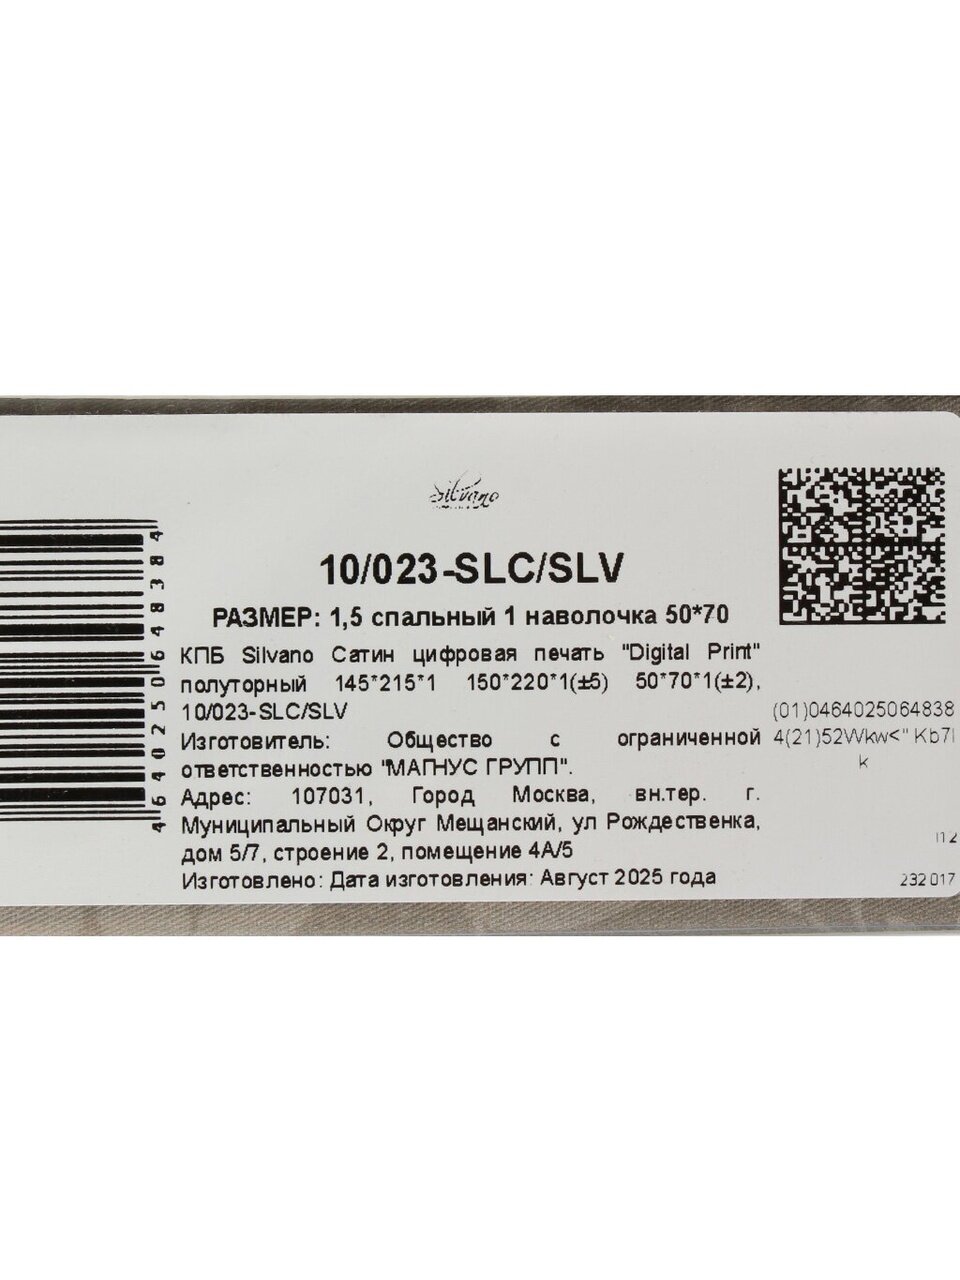 Silvano
10/023-SLC/SLV
РАЗМЕР: 1,5 спальный 1 наволочка 50*70
КПБ Silvano Сатин цифровая печать "Digital Print"
полуторный 145*215*1 150*220*1(±5) 50*70*1(±2),
10/023-SLC/SLV
Изготовитель: Общество с ограниченной
ответственностью "МАГНУС ГРУПП".
Адрес: 107031, Город Москва, вн.тер. г.
Муниципальный Округ Мещанский, ул Рождественка,
дом 5/7, строение 2, помещение 4А/5
Изготовлено: Дата изготовления: Август 2025 года
4640250648384
(01)0464025064838
4(21)52Wkw<"Kb7l
k
232017